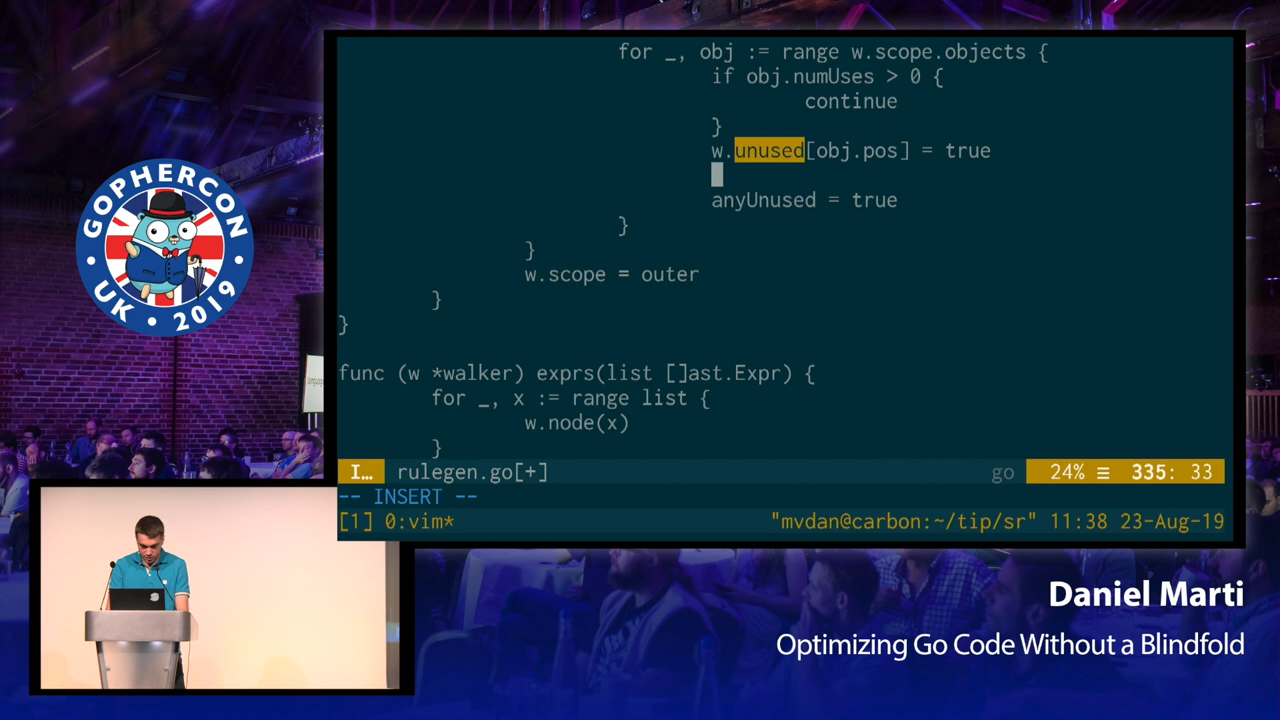 GOPHERCON
UK • 2019
for _, obj := range w.scope.objects {
if obj.numUses > 0 {
continue
}
w.unused[obj.pos] = true
anyUnused = true
}
}
w.scope = outer
}
}
func (w *walker) exprs(list []ast.Expr) {
for _, x := range list {
w.node(x)
}
I… rulegen.go[+] go 24% ≡ 335: 33
-- INSERT --
[1] 0:vim* "mvdan@carbon:~/tip/sr" 11:38 23-Aug-19
Daniel Marti
Optimizing Go Code Without a Blindfold